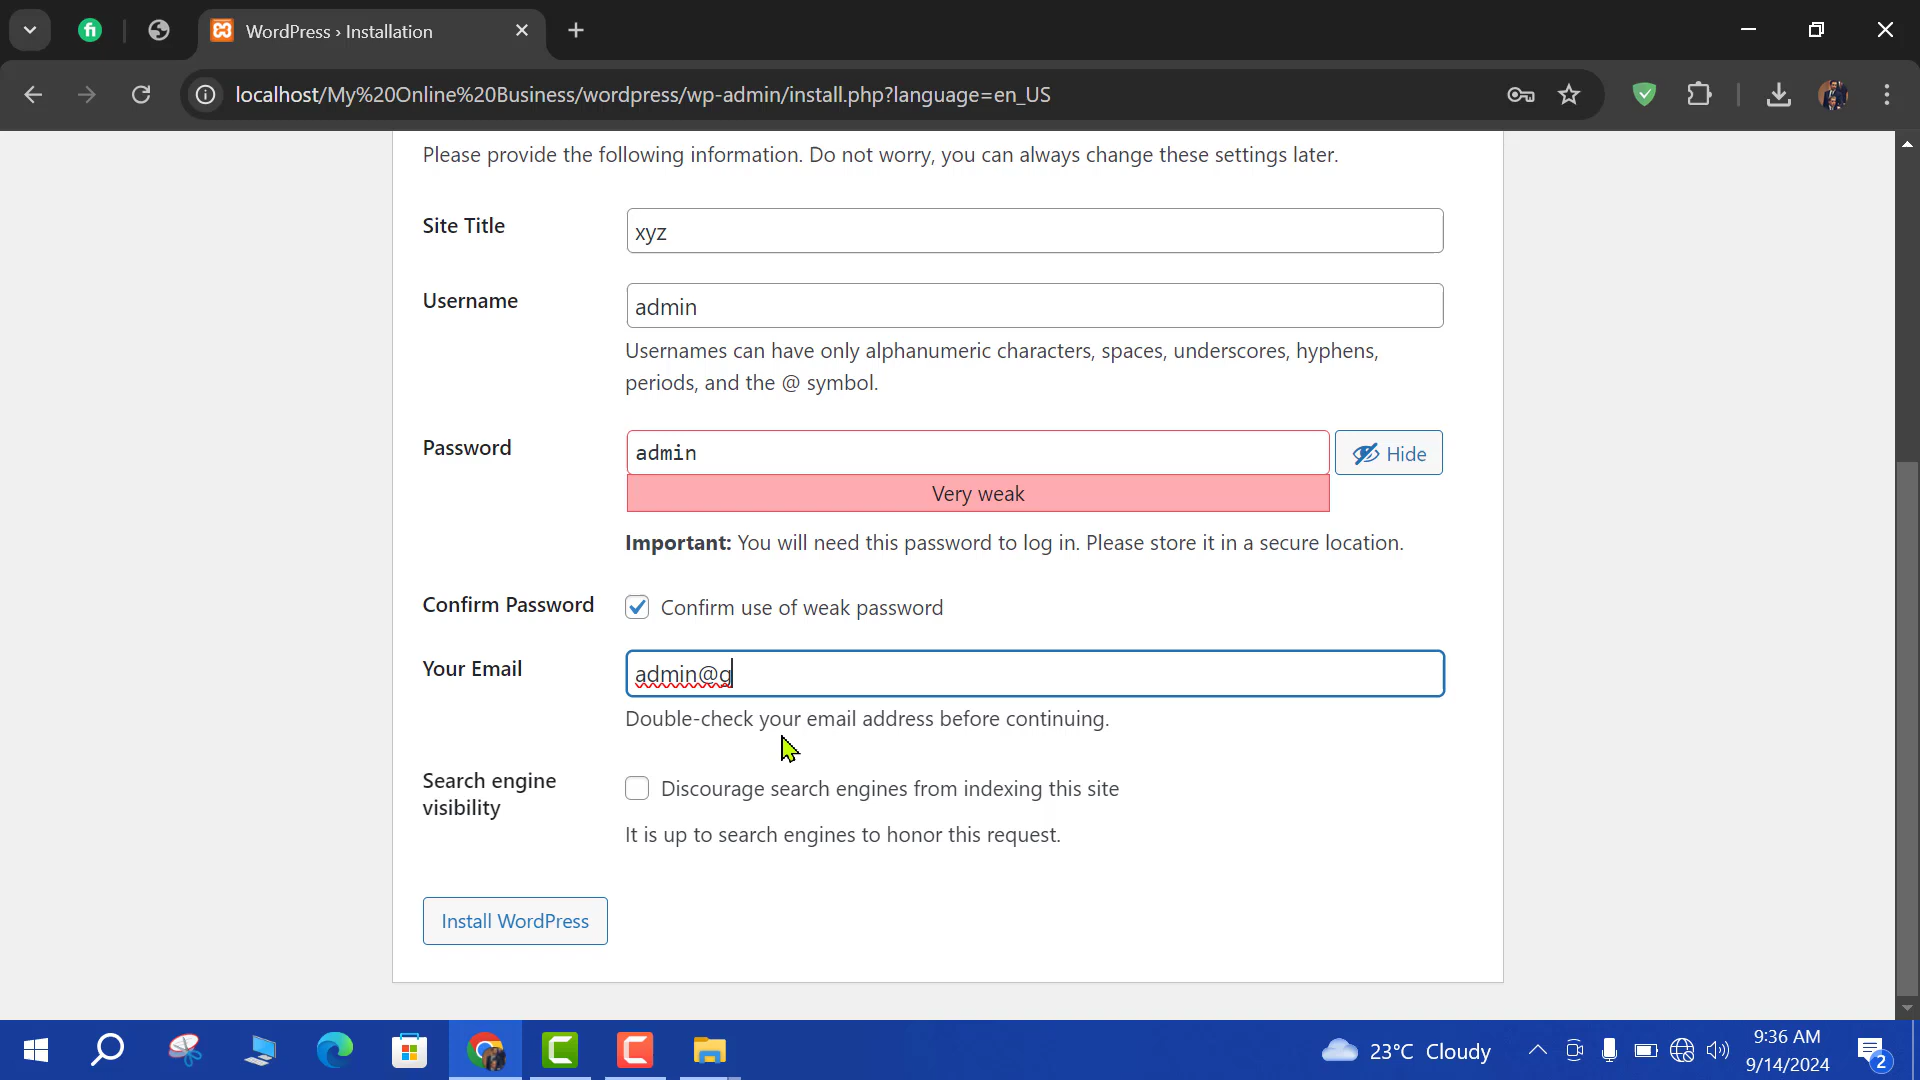 WordPress › Installation
localhost/My%20Online%20Business/wordpress/wp-admin/install.php?language=en_US
Please provide the following information. Do not worry, you can always change these settings later.
Site Title
xyz
Username
admin
Usernames can have only alphanumeric characters, spaces, underscores, hyphens,
periods, and the @ symbol.
Password
admin
Hide
Very weak
Important: You will need this password to log in. Please store it in a secure location.
Confirm Password
Confirm use of weak password
Your Email
admin@g
Double-check your email address before continuing.
Search engine
visibility
Discourage search engines from indexing this site
It is up to search engines to honor this request.
Install WordPress
23°C Cloudy
9:36 AM
9/14/2024
2